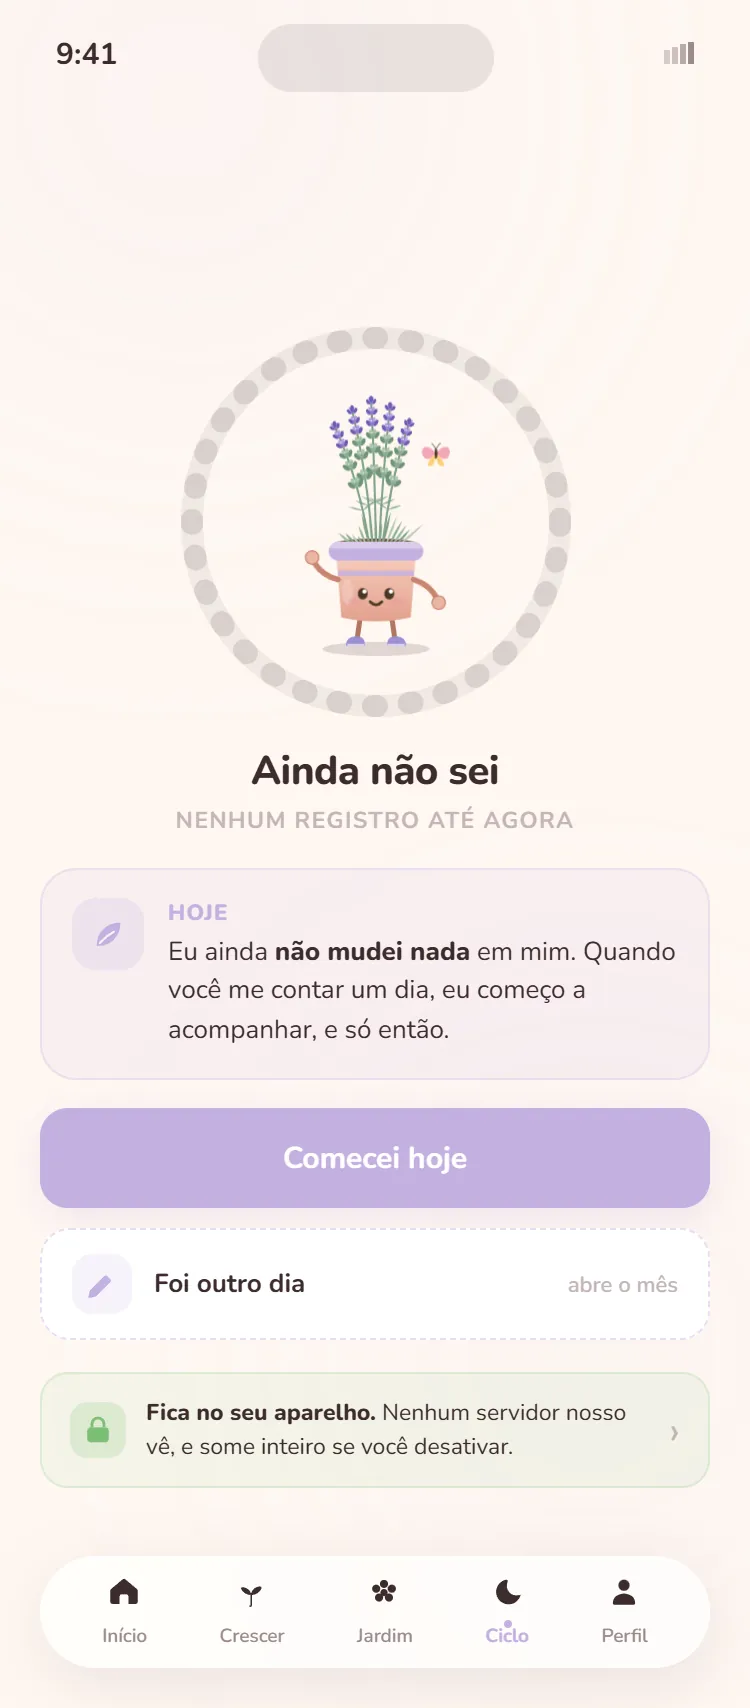 9:41
Ainda não sei
NENHUM REGISTRO ATÉ AGORA
HOJE
Eu ainda não mudei nada em mim. Quando
você me contar um dia, eu começo a
acompanhar, e só então.
Comecei hoje
Foi outro dia
abre o mês
Fica no seu aparelho. Nenhum servidor nosso
vê, e some inteiro se você desativar.
Início
Crescer
Jardim
Ciclo
Perfil